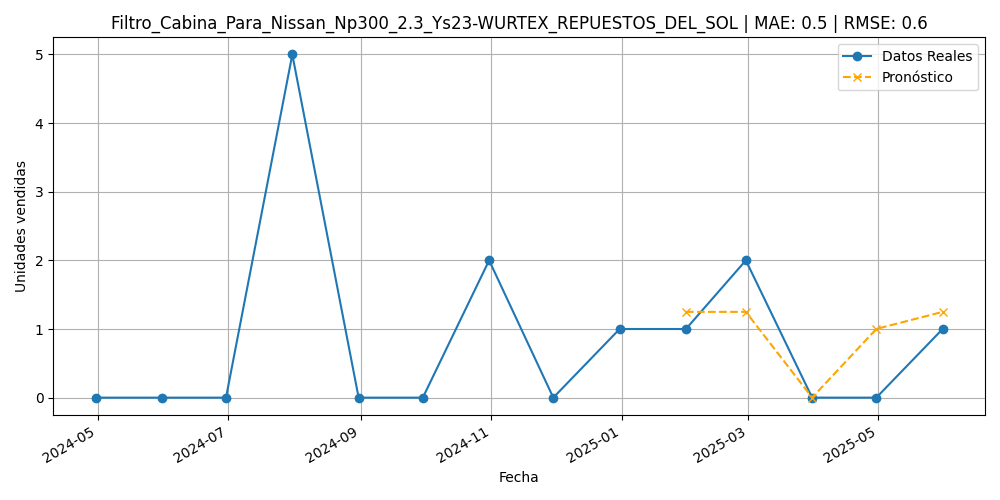 Filtro_Cabina_Para_Nissan_Np300_2.3_Ys23-WURTEX_REPUESTOS_DEL_SOL | MAE: 0.5 | RMSE: 0.6
Datos Reales
Pronóstico
Unidades vendidas
5
4
3
2
1
0
2024-05
2024-07
2024-09
2024-11
2025-01
2025-03
2025-05
Fecha